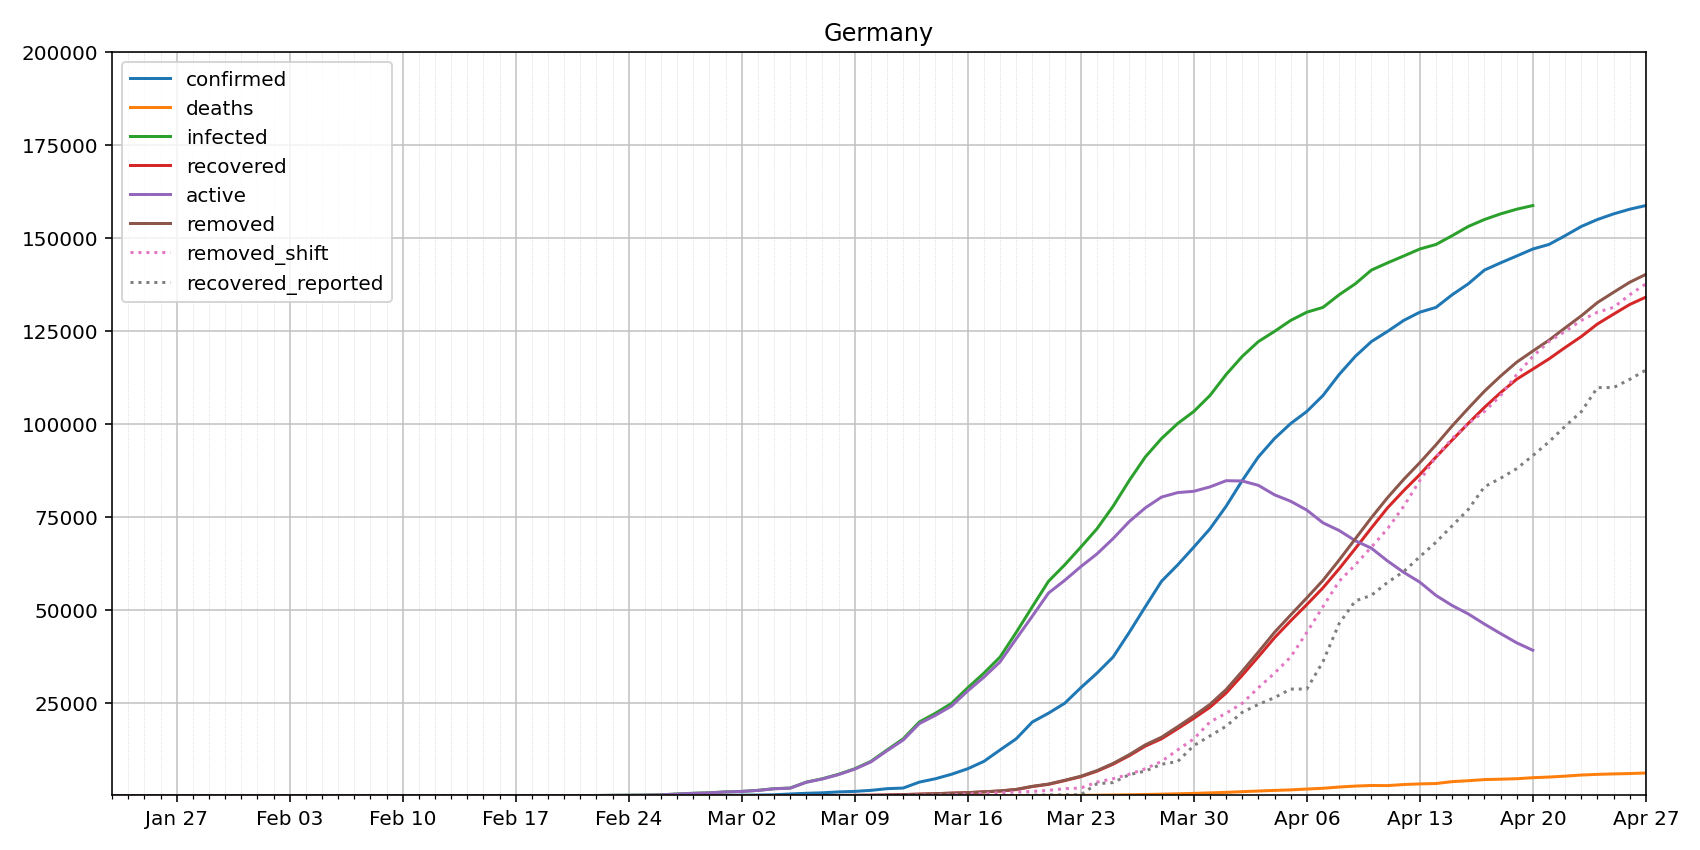 Germany
200000
175000
150000
125000
100000
75000
50000
25000
confirmed
deaths
infected
recovered
active
removed
removed_shift
recovered_reported
Jan 27 Feb 03 Feb 10 Feb 17 Feb 24 Mar 02 Mar 09 Mar 16 Mar 23 Mar 30 Apr 06 Apr 13 Apr 20 Apr 27